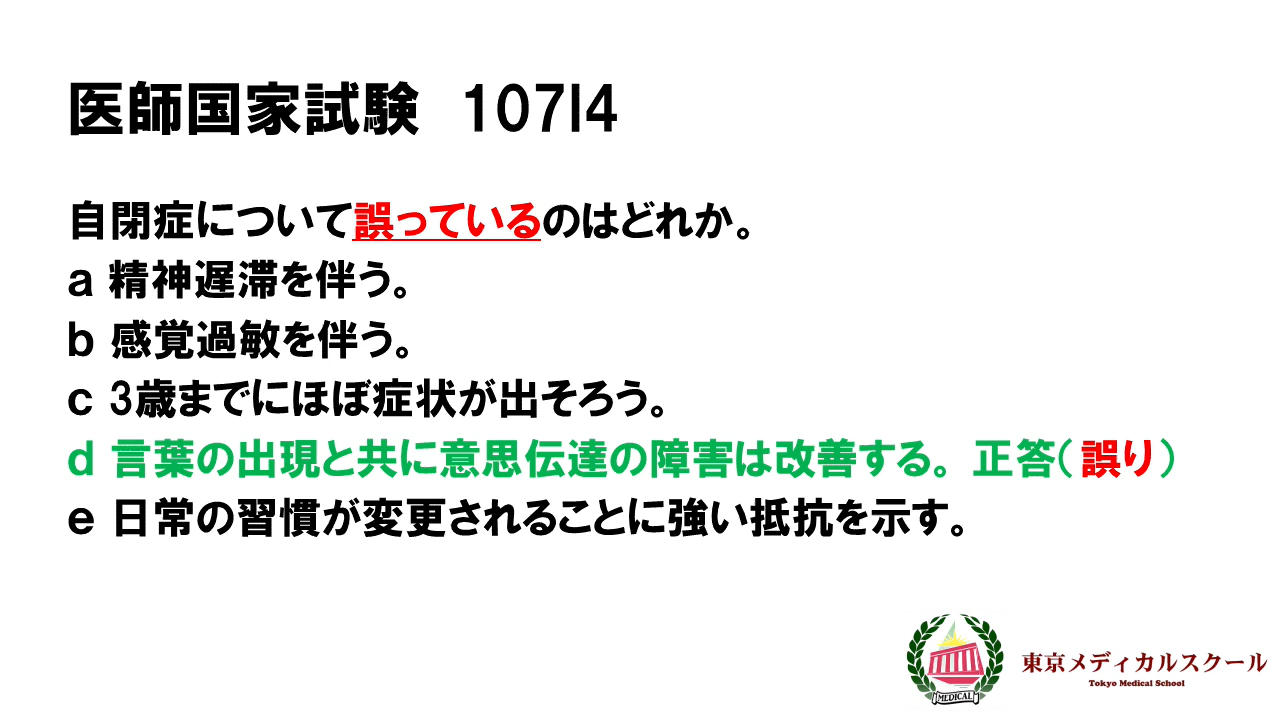 医師国家試験　107I4
自閉症について誤っているのはどれか。
a 精神遅滞を伴う。
b 感覚過敏を伴う。
c 3歳までにほぼ症状が出そろう。
d 言葉の出現と共に意思伝達の障害は改善する。正答（誤り）
e 日常の習慣が変更されることに強い抵抗を示す。
MEDICAL
東京メディカルスクール
Tokyo Medical School